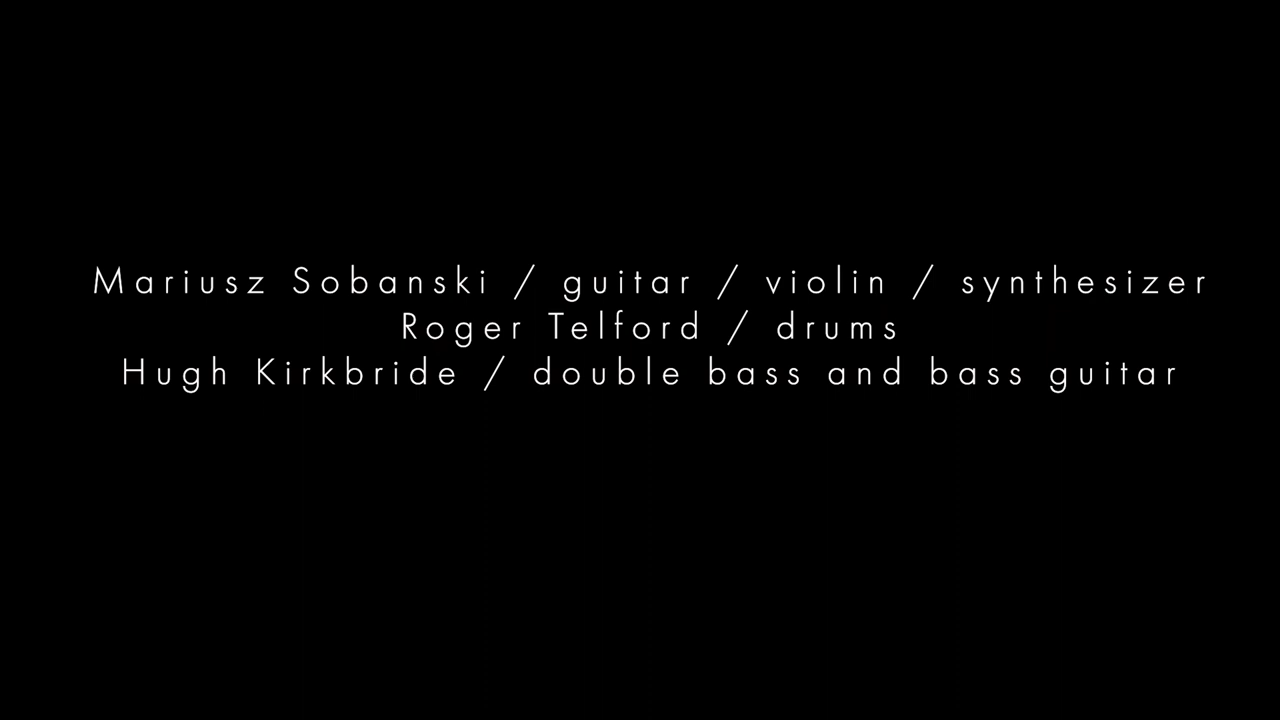 Mariusz Sobanski / guitar / violin / synthesizer
Roger Telford / drums
Hugh Kirkbride / double bass and bass guitar